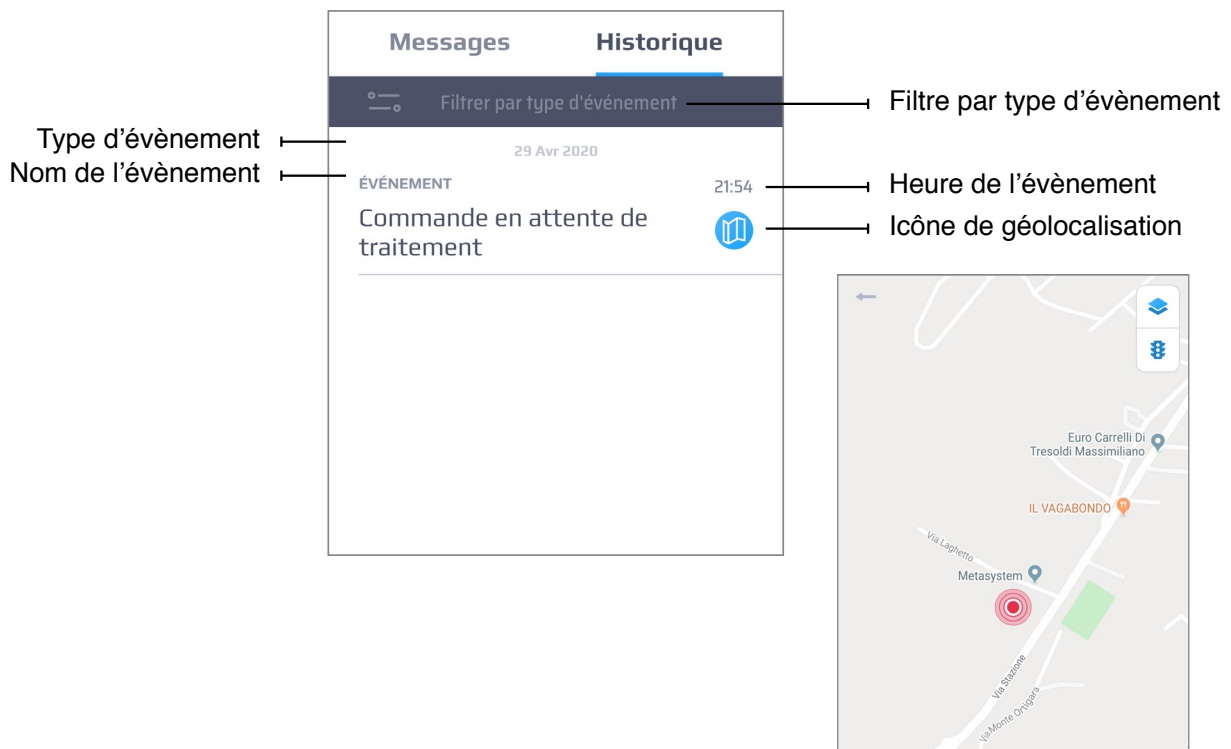 Messages
Historique
Filtrer par type d'événement
Filtre par type d’évènement
Type d’évènement
29 Avr 2020
Nom de l’évènement
ÉVÉNEMENT
21:54
Heure de l’évènement
Commande en attente de
traitement
Icône de géolocalisation
Euro Carrelli Di
Tresoldi Massimiliano
IL VAGABONDO
Via Laghetto
Metasystem
Via Stazione
Via Monte Ortigara